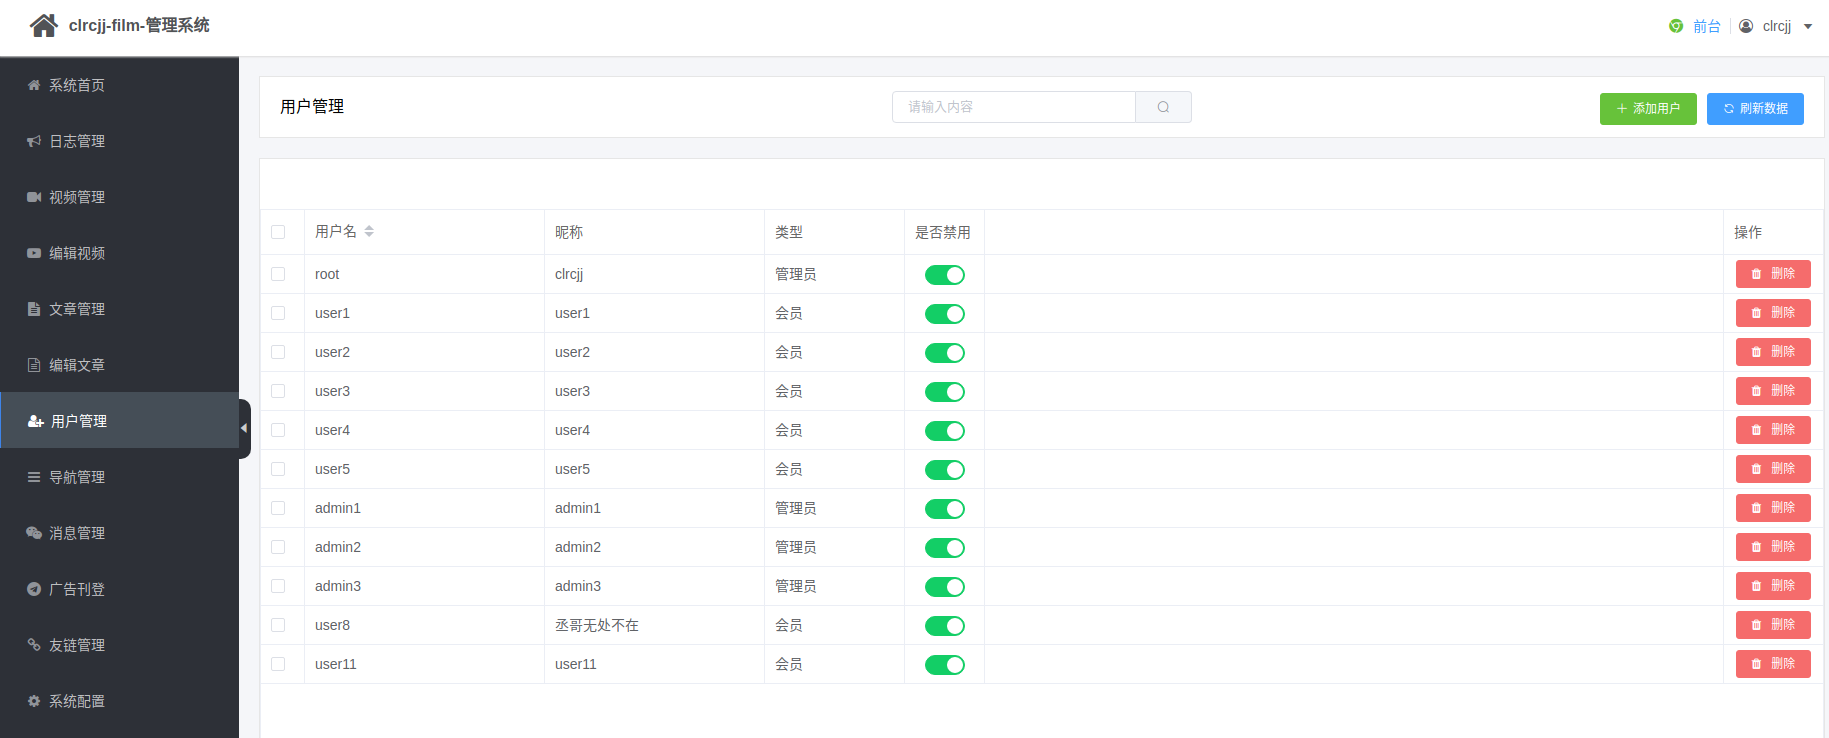 clrcjj-film-管理系统
前台 clrcjj
系统首页
日志管理
视频管理
编辑视频
文章管理
编辑文章
用户管理
导航管理
消息管理
广告刊登
友链管理
系统配置
用户管理 请输入内容 添加用户 刷新数据
用户名 昵称 类型 是否禁用 操作
root clrcjj 管理员 删除
user1 user1 会员 删除
user2 user2 会员 删除
user3 user3 会员 删除
user4 user4 会员 删除
user5 user5 会员 删除
admin1 admin1 管理员 删除
admin2 admin2 管理员 删除
admin3 admin3 管理员 删除
user8 丞哥无处不在 会员 删除
user11 user11 会员 删除